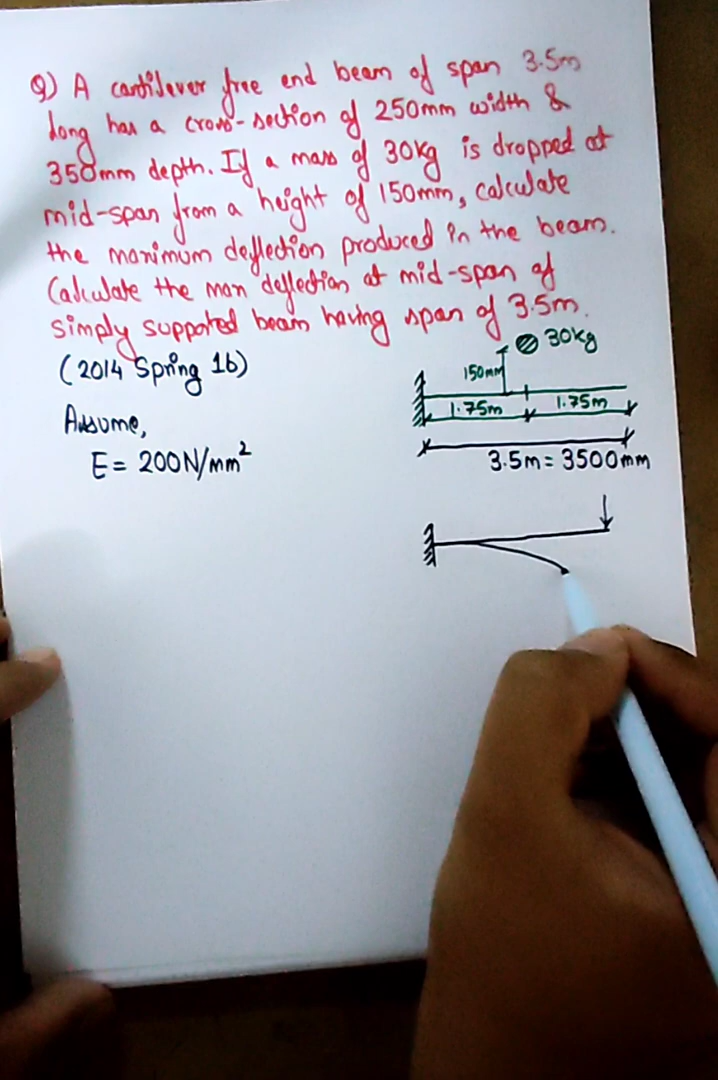 Q) A cantilever free end beam of span 3.5m
long has a cross-section of 250mm width &
350mm depth. If a mass of 30kg is dropped at
mid-span from a height of 150mm, calculate
the maximum deflection produced in the beam.
Calculate the max deflection at mid-span of
simply supported beam having span of 3.5m.
(2014 Spring 1b)
30kg
150mm
1.75m 1.75m
Assume,
E = 200N/mm²
3.5m = 3500mm